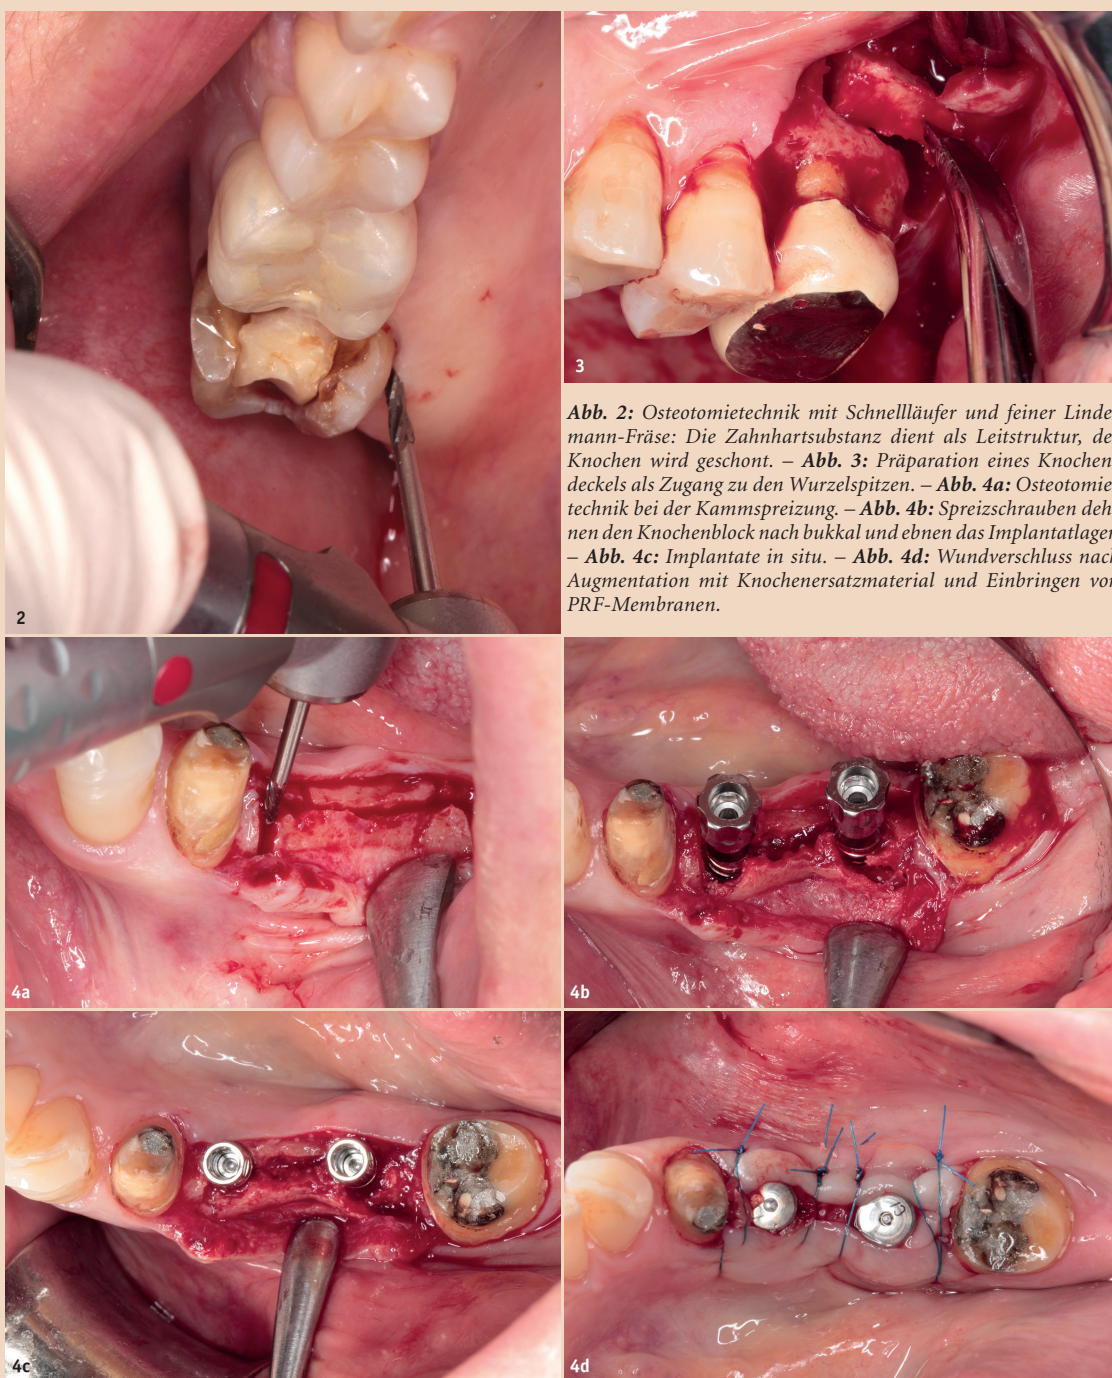 3
Abb. 2: Osteotomietechnik mit Schnellläufer und feiner Linde
mann-Fräse: Die Zahnhartsubstanz dient als Leitstruktur, de
Knochen wird geschont. – Abb. 3: Präparation eines Knochen
deckels als Zugang zu den Wurzelspitzen. – Abb. 4a: Osteotomie
technik bei der Kammspreizung. – Abb. 4b: Spreizschrauben deh
nen den Knochenblock nach bukkal und ebnen das Implantatlager
– Abb. 4c: Implantate in situ. – Abb. 4d: Wundverschluss nach
Augmentation mit Knochenersatzmaterial und Einbringen von
PRF-Membranen.
2
4a
4b
4c
4d